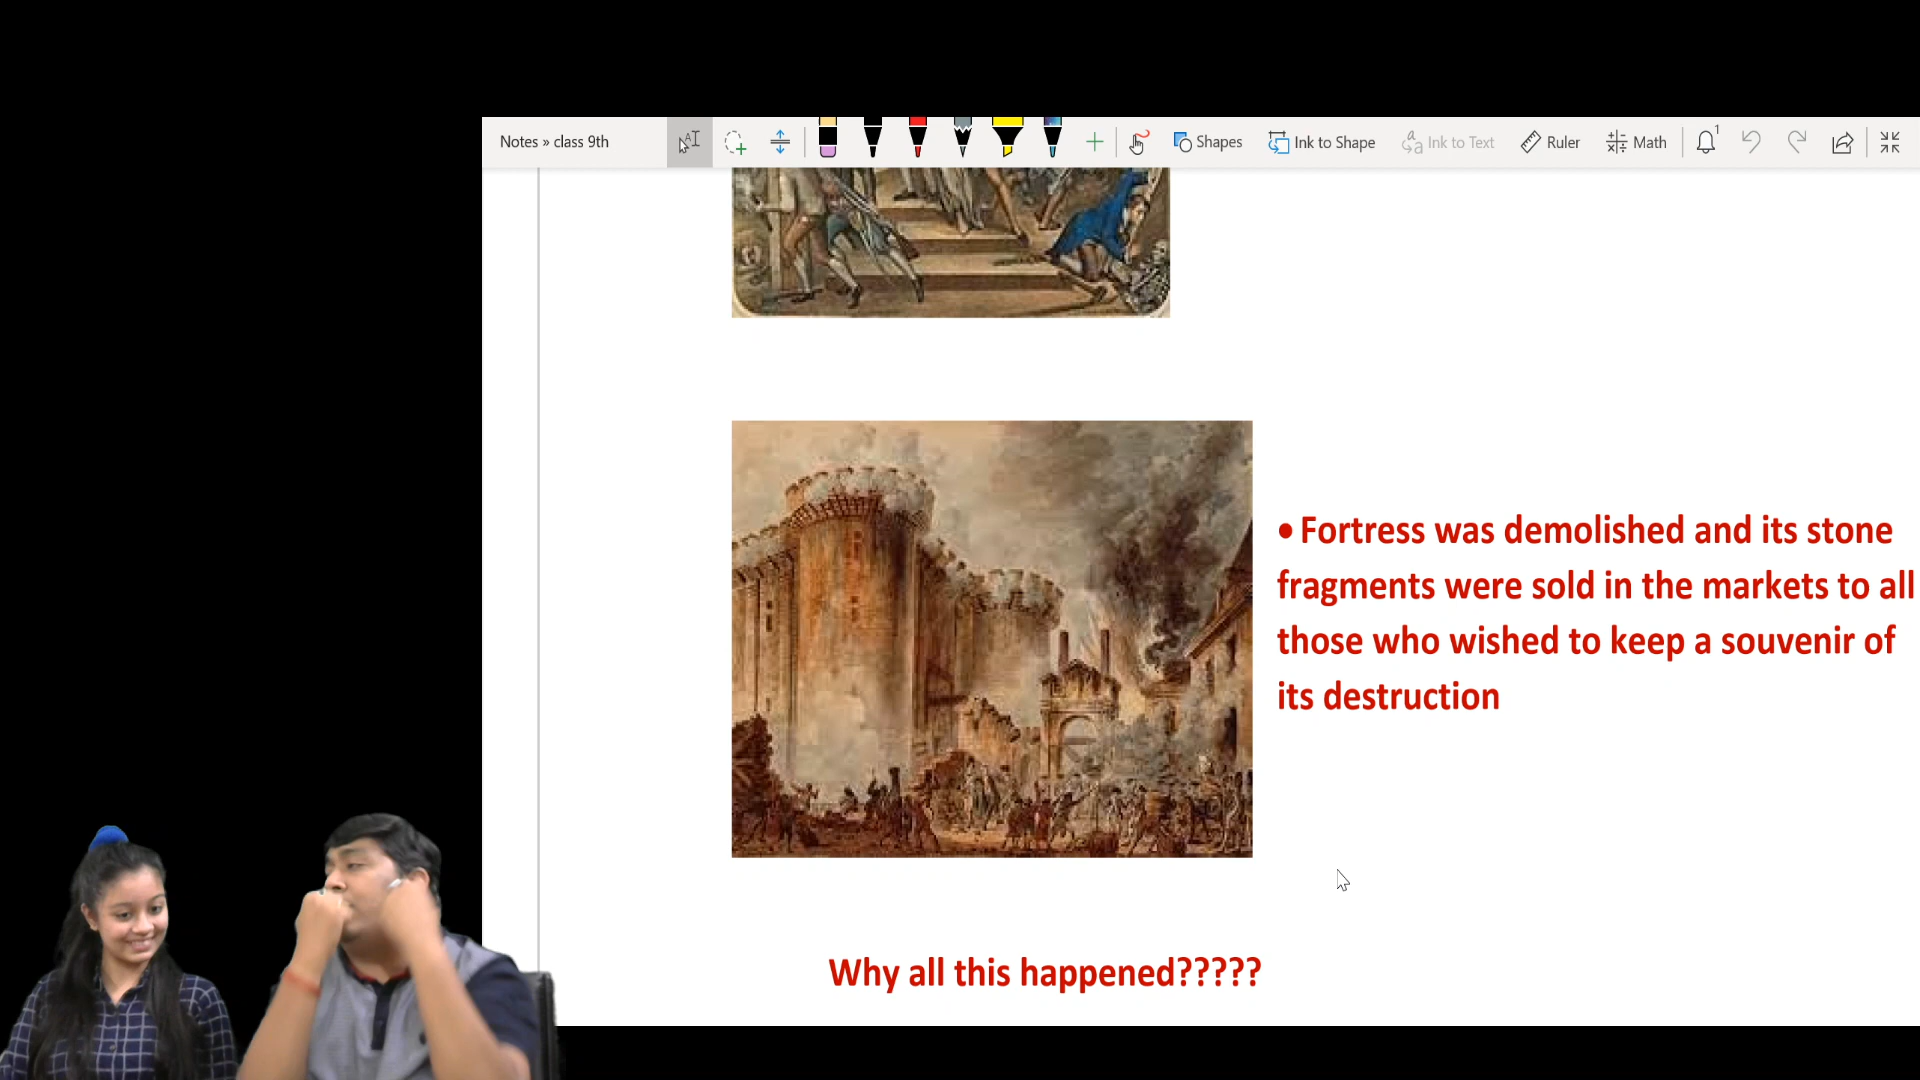 Notes » class 9th
1
Shapes
Ink to Shape
Ink to Text
Ruler
Math
• Fortress was demolished and its stone
fragments were sold in the markets to all
those who wished to keep a souvenir of
its destruction
Why all this happened?????